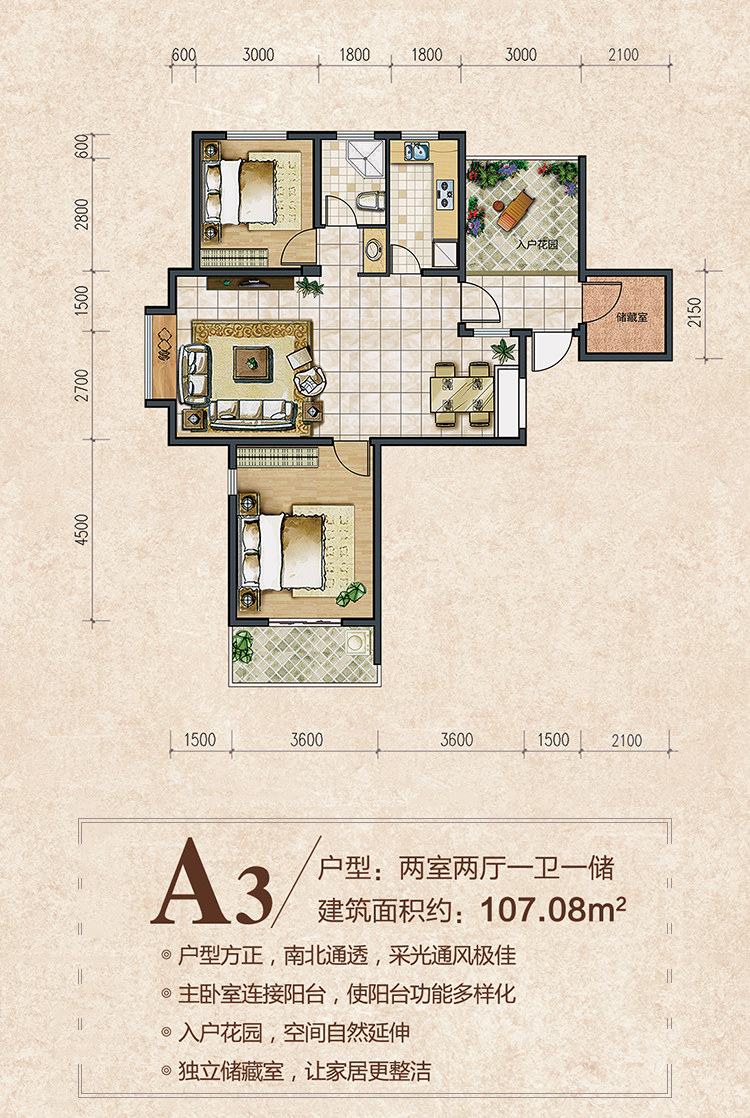 600 3000 1800 1800 3000 2100
600
2800
1500
2700
4500
2150
入户花园
储藏室
1500 3600 3600 1500 2100
A3
户型：两室两厅一卫一储
建筑面积约：107.08m²
户型方正，南北通透，采光通风极佳
主卧室连接阳台，使阳台功能多样化
入户花园，空间自然延伸
独立储藏室，让家居更整洁